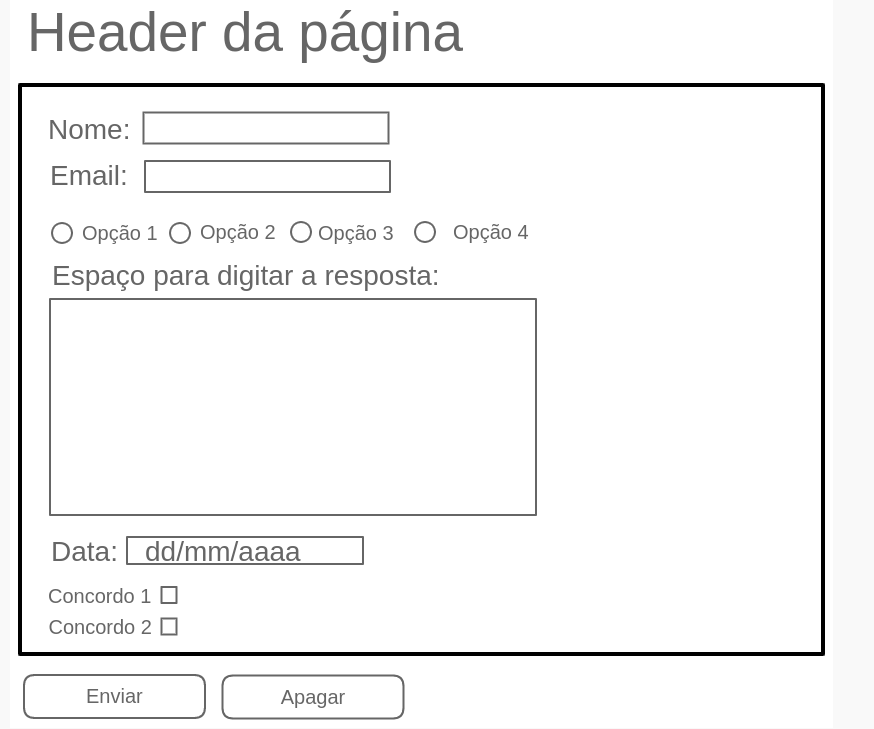 Header da página
Nome:
Email:
Opção 1 Opção 2 Opção 3 Opção 4
Espaço para digitar a resposta:
Data: dd/mm/aaaa
Concordo 1
Concordo 2
Enviar Apagar